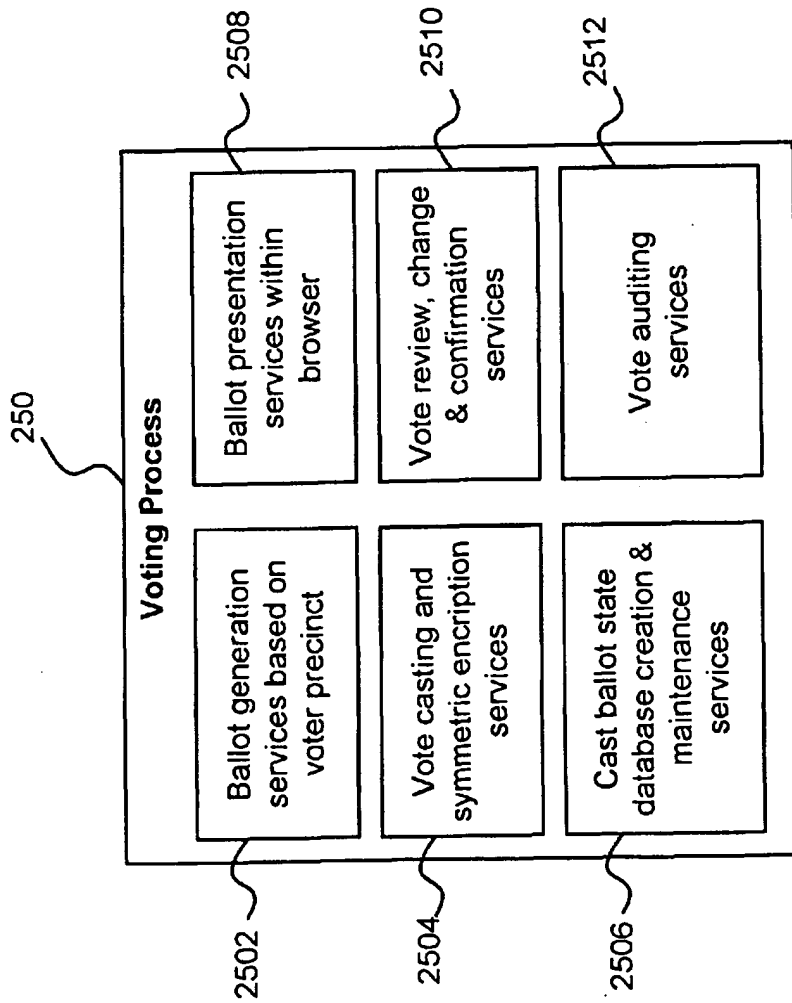 250
Voting Process
2502
Ballot generation
services based on
voter precinct
2508
Ballot presentation
services within
browser
2504
Vote casting and
symmetric encription
services
2510
Vote review, change
& confirmation
services
2506
Cast ballot state
database creation &
maintenance
services
2512
Vote auditing
services